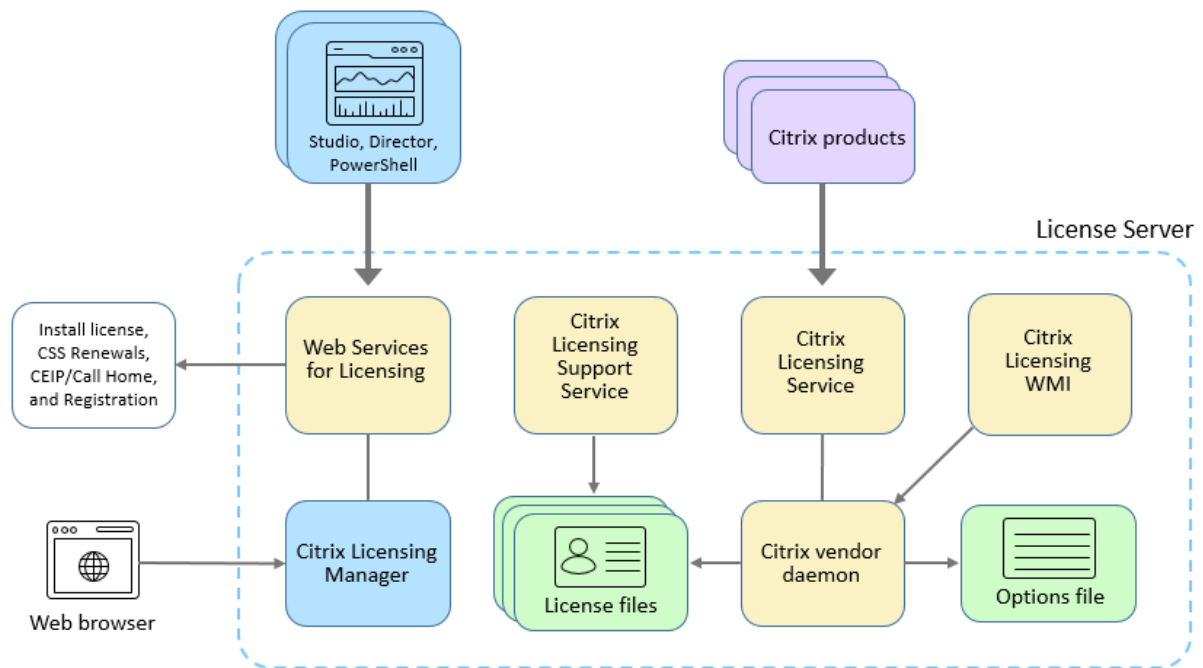 Studio, Director,
PowerShell
Citrix products
License Server
Install license,
CSS Renewals,
CEIP/Call Home,
and Registration
Web Services
for Licensing
Citrix
Licensing
Support
Service
Citrix
Licensing
Service
Citrix
Licensing
WMI
Web browser
Citrix Licensing
Manager
License files
Citrix vendor
daemon
Options file